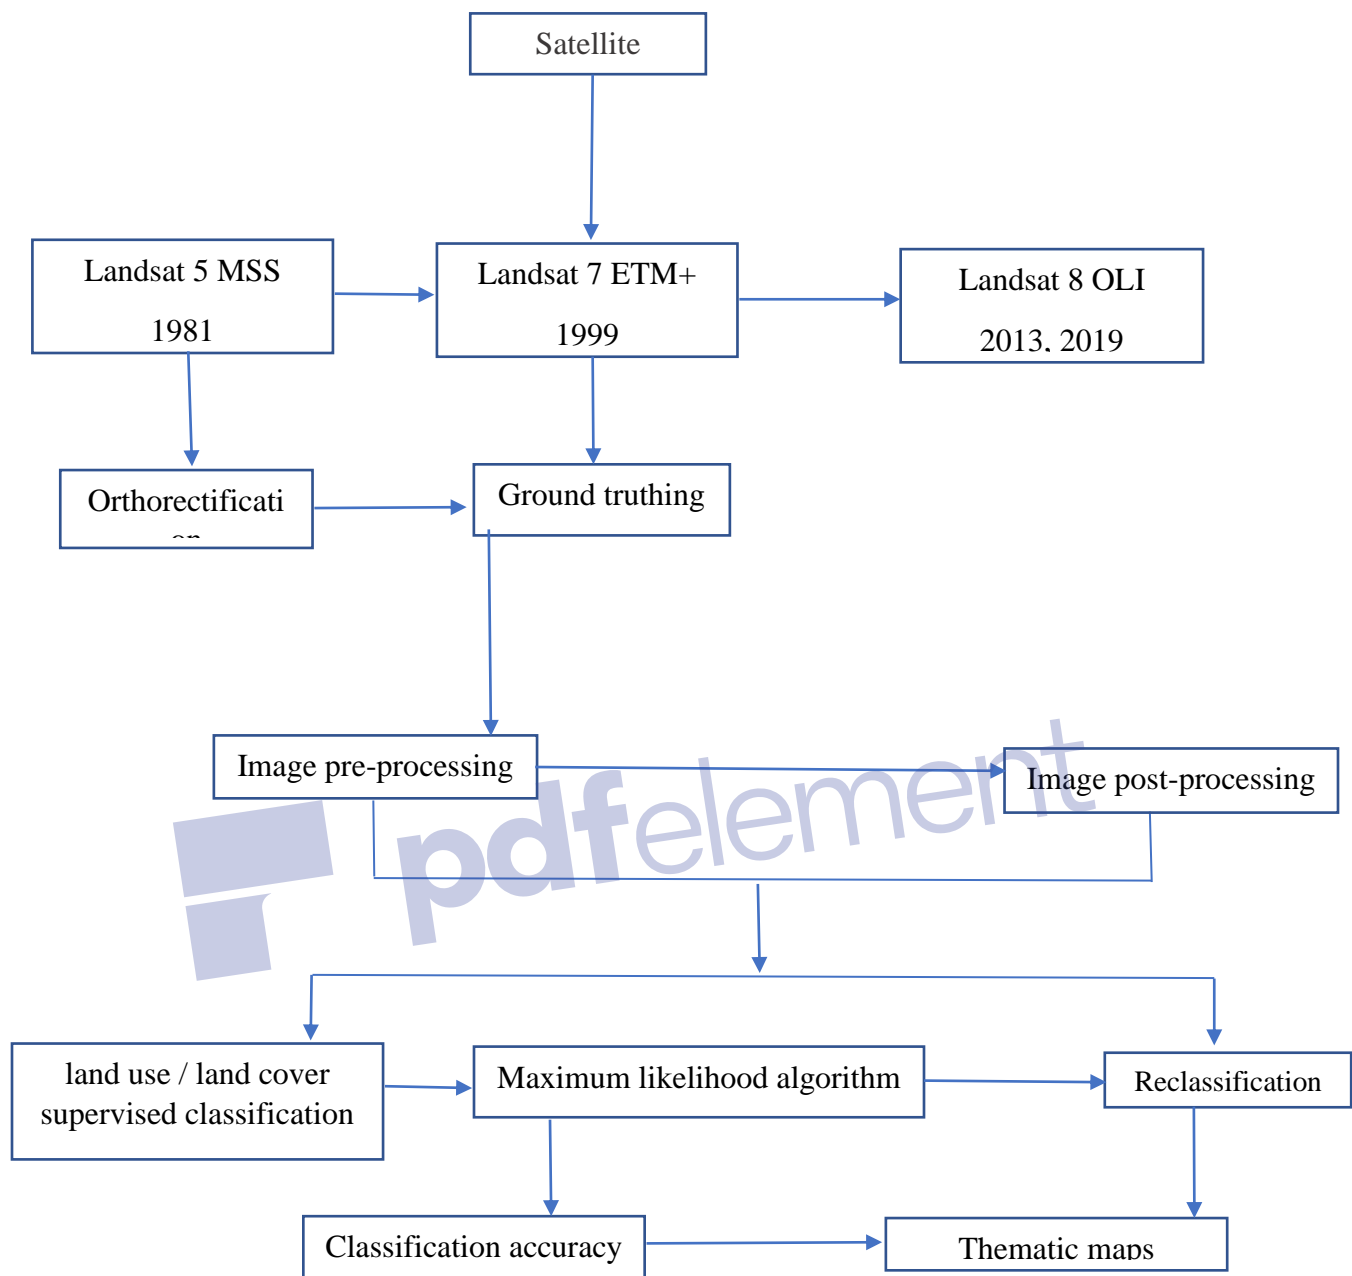 Satellite
Landsat 5 MSS
1981
Landsat 7 ETM+
1999
Landsat 8 OLI
2013, 2019
Orthorectificati
on
Ground truthing
Image pre-processing
Image post-processing
pdfelement
land use / land cover
supervised classification
Maximum likelihood algorithm
Reclassification
Classification accuracy
Thematic maps